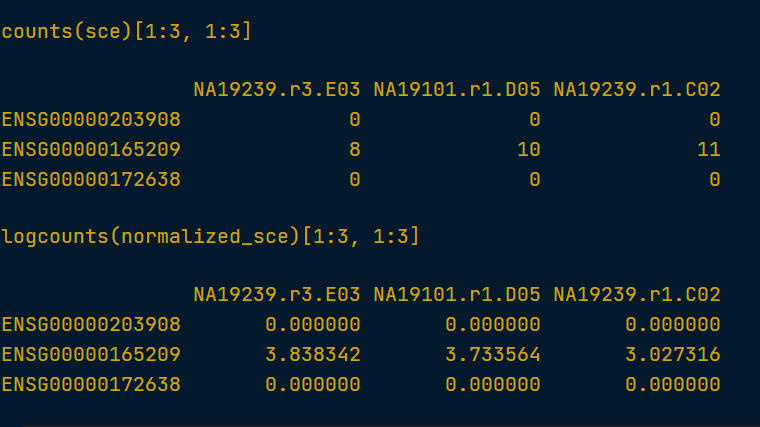 counts(sce)[1:3, 1:3]
NA19239.r3.E03 NA19101.r1.D05 NA19239.r1.C02
ENSG00000203908 0 0 0
ENSG00000165209 8 10 11
ENSG00000172638 0 0 0
logcounts(normalized_sce)[1:3, 1:3]
NA19239.r3.E03 NA19101.r1.D05 NA19239.r1.C02
ENSG00000203908 0.000000 0.000000 0.000000
ENSG00000165209 3.838342 3.733564 3.027316
ENSG00000172638 0.000000 0.000000 0.000000